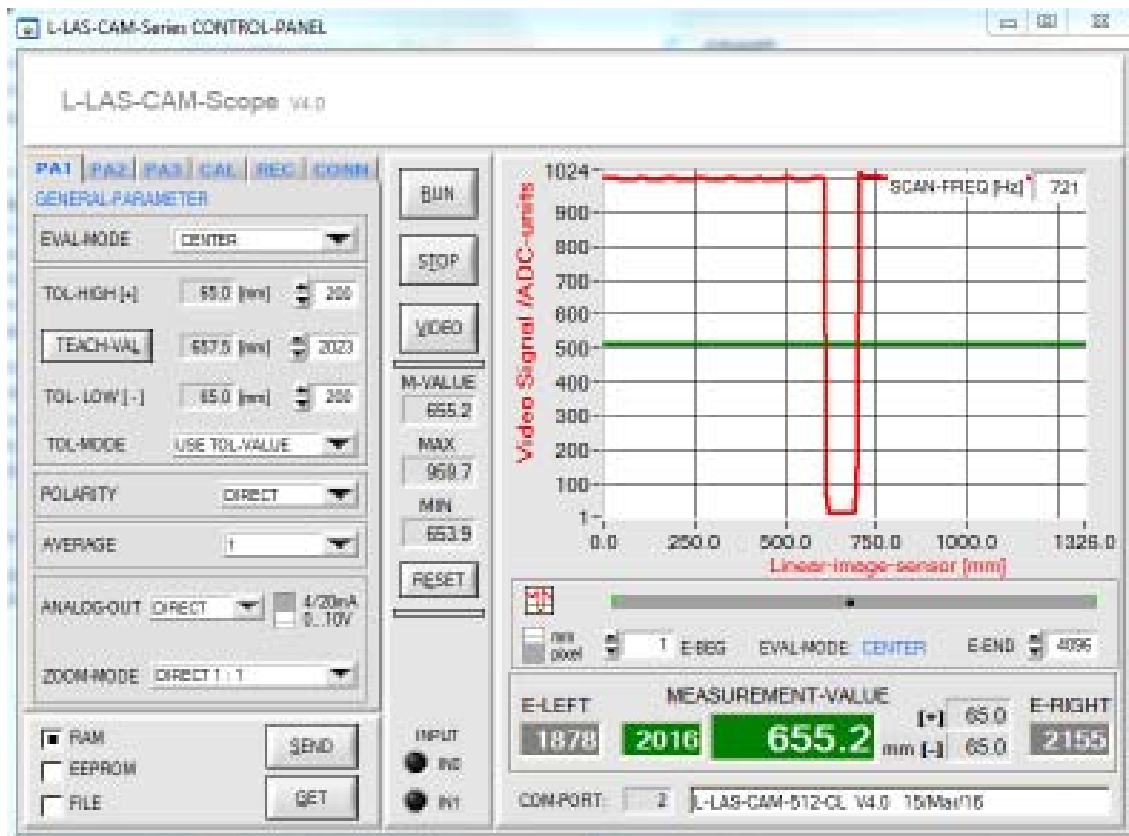 L-LAS-CAM-Series CONTROL-PANEL
L-LAS-CAM-Scope V4.0
PA1 PA2 PA3 CAL REC CONN
GENERAL-PARAMETER
EVAL-MODE CENTER
TOL-HIGH [+] 65.0 [mm] 200
TEACH-VAL 657.5 [mm] 2023
TOL-LOW [-] 65.0 [mm] 200
TOL-MODE USE TOL-VALUE
POLARITY DIRECT
AVERAGE 1
ANALOG-OUT DIRECT 4/20mA
0..10V
ZOOM-MODE DIRECT 1 : 1
RAM
EEPROM
FILE
SEND
GET
RUN
STOP
VIDEO
M-VALUE
655.2
MAX
MIN
653.9
RESET
INPUT
IN0
IN1
SCAN-FREQ [Hz] 721
Video Signal /ADC-units
1024
900
800
700
600
500
400
300
200
100
1
0.0 250.0 500.0 750.0 1000.0 1326.0
Linear-image-sensor [mm]
mm
pixel
1 E-BEG EVAL-MODE: CENTER E-END 4096
E-LEFT MEASUREMENT-VALUE E-RIGHT
1878 2016 655.2 mm [+] 65.0 [-] 65.0 2155
COM-PORT: 2 L-LAS-CAM-512-CL V4.0 15/Mar/16